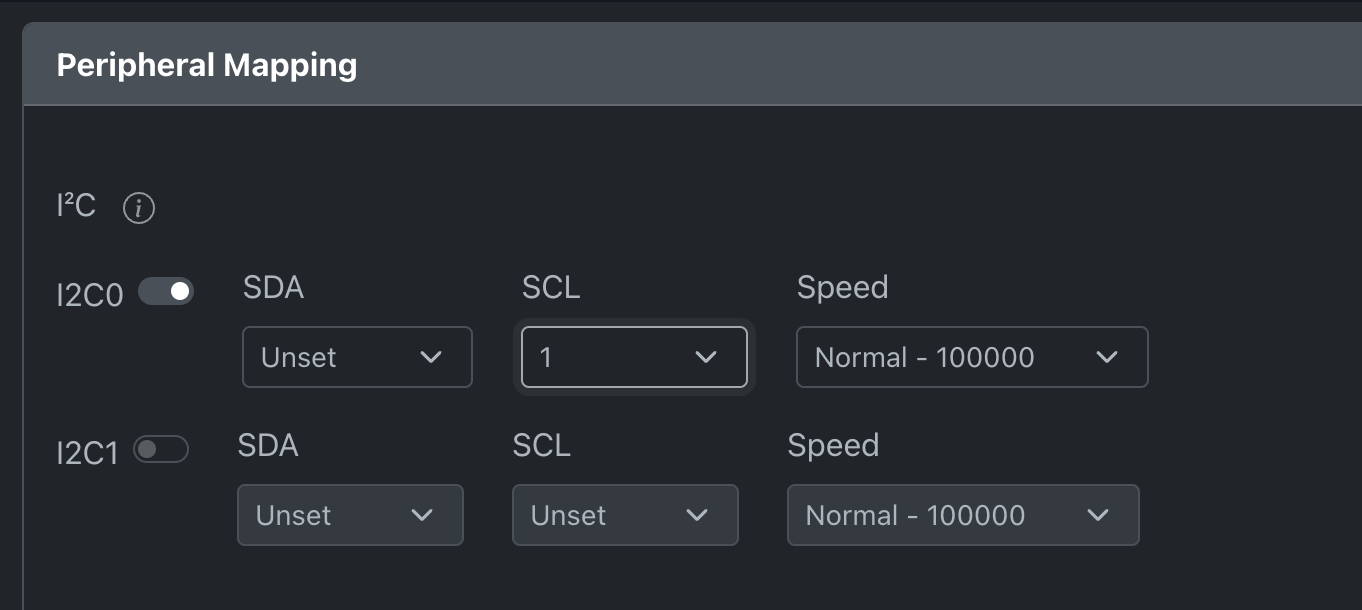 Peripheral Mapping
I²C i
I2C0 SDA SCL Speed
Unset 1 Normal - 100000
I2C1 SDA SCL Speed
Unset Unset Normal - 100000